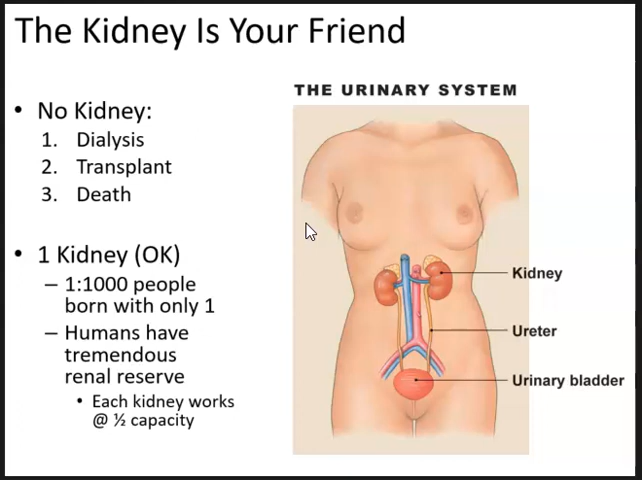 The Kidney Is Your Friend
• No Kidney:
1. Dialysis
2. Transplant
3. Death
• 1 Kidney (OK)
– 1:1000 people
born with only 1
– Humans have
tremendous
renal reserve
• Each kidney works
@ ½ capacity
THE URINARY SYSTEM
Kidney
Ureter
Urinary bladder